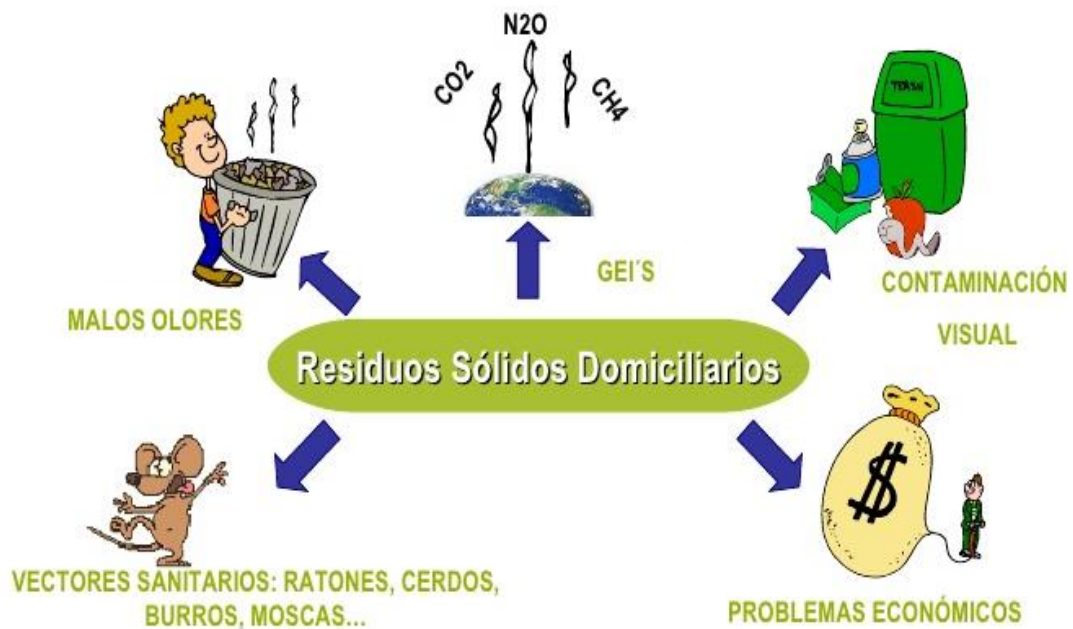 N2O
CO2
CH4
TRASH
GEI´S
MALOS OLORES
CONTAMINACIÓN
VISUAL
Residuos Sólidos Domiciliarios
$
VECTORES SANITARIOS: RATONES, CERDOS,
BURROS, MOSCAS...
PROBLEMAS ECONÓMICOS